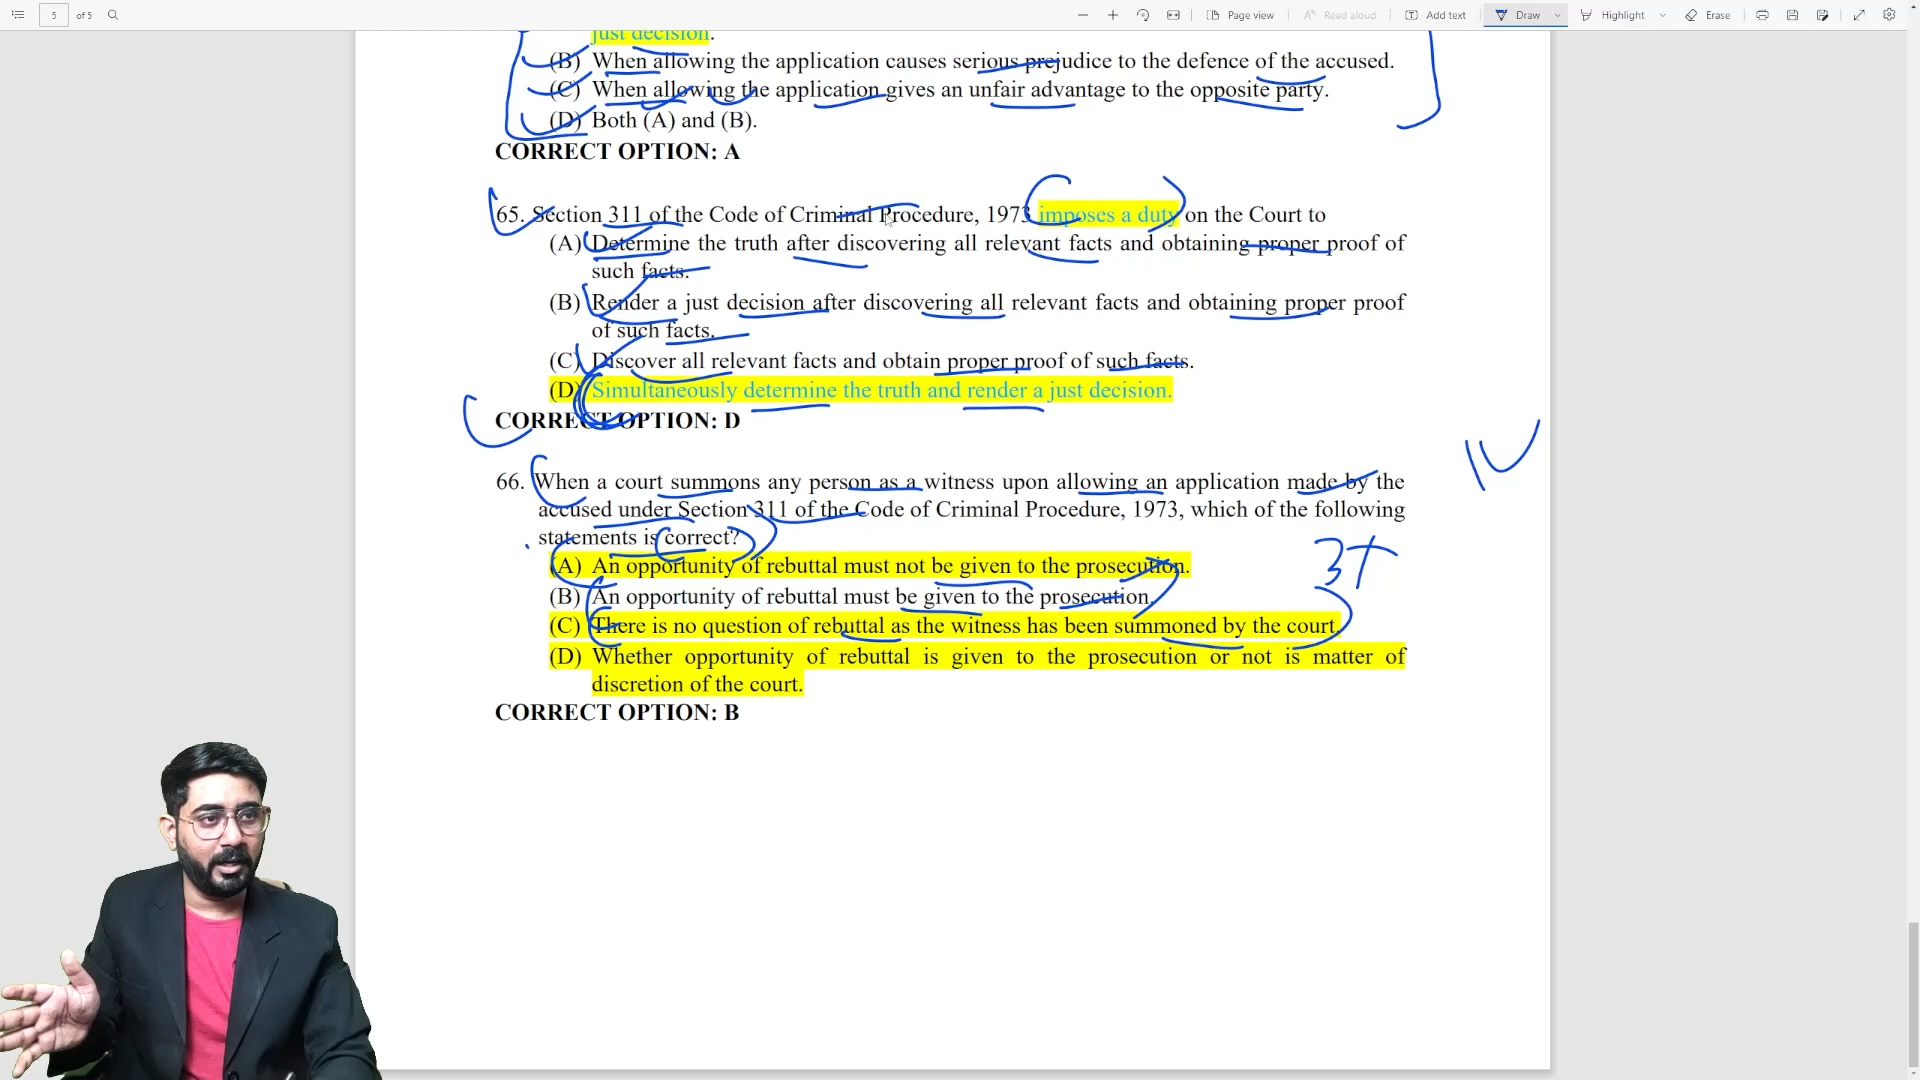 5 of 5 Page view Read aloud Add text Draw Highlight Erase
just decision.
(B) When allowing the application causes serious prejudice to the defence of the accused.
(C) When allowing the application gives an unfair advantage to the opposite party.
(D) Both (A) and (B).
CORRECT OPTION: A
65. Section 311 of the Code of Criminal Procedure, 1973 imposes a duty on the Court to
(A) Determine the truth after discovering all relevant facts and obtaining proper proof of
such facts.
(B) Render a just decision after discovering all relevant facts and obtaining proper proof
of such facts.
(C) Discover all relevant facts and obtain proper proof of such facts.
(D) Simultaneously determine the truth and render a just decision.
CORRECT OPTION: D
66. When a court summons any person as a witness upon allowing an application made by the
accused under Section 311 of the Code of Criminal Procedure, 1973, which of the following
statements is correct?
(A) An opportunity of rebuttal must not be given to the prosecution.
(B) An opportunity of rebuttal must be given to the prosecution.
(C) There is no question of rebuttal as the witness has been summoned by the court.
(D) Whether opportunity of rebuttal is given to the prosecution or not is matter of
discretion of the court.
CORRECT OPTION: B